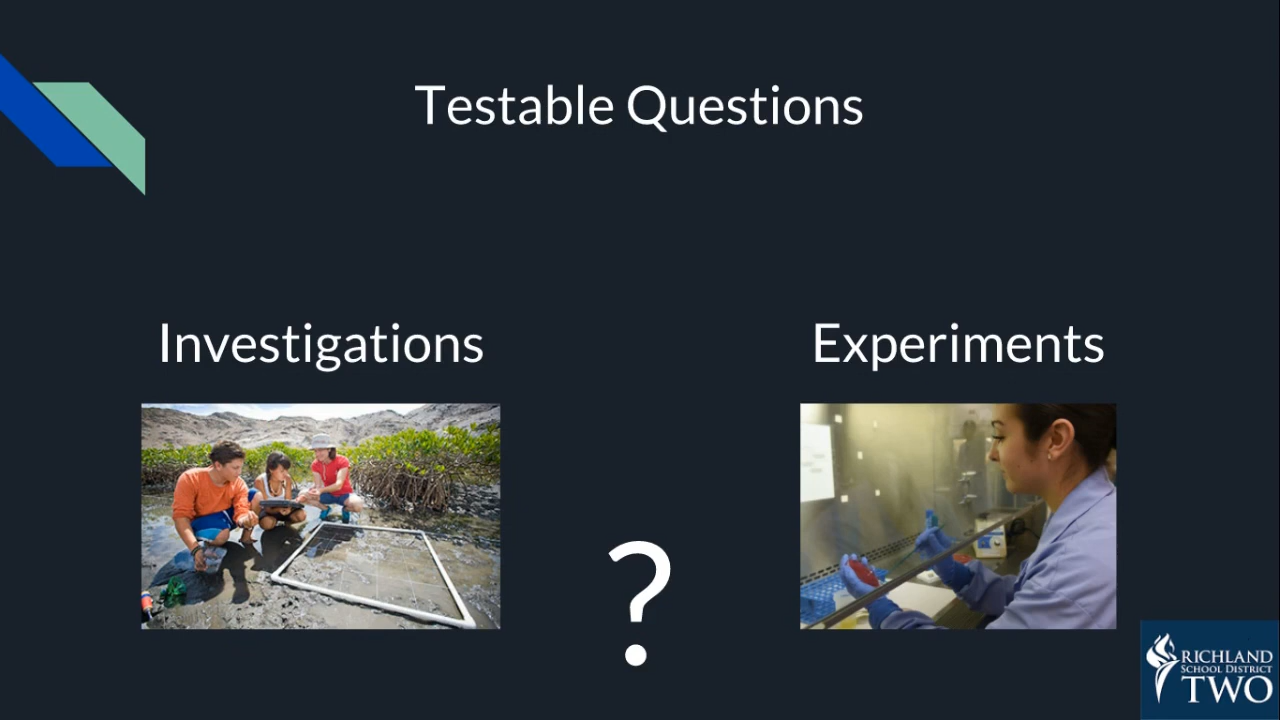 Testable Questions
Investigations
Experiments
?
RICHLAND
SCHOOL DISTRICT
TWO